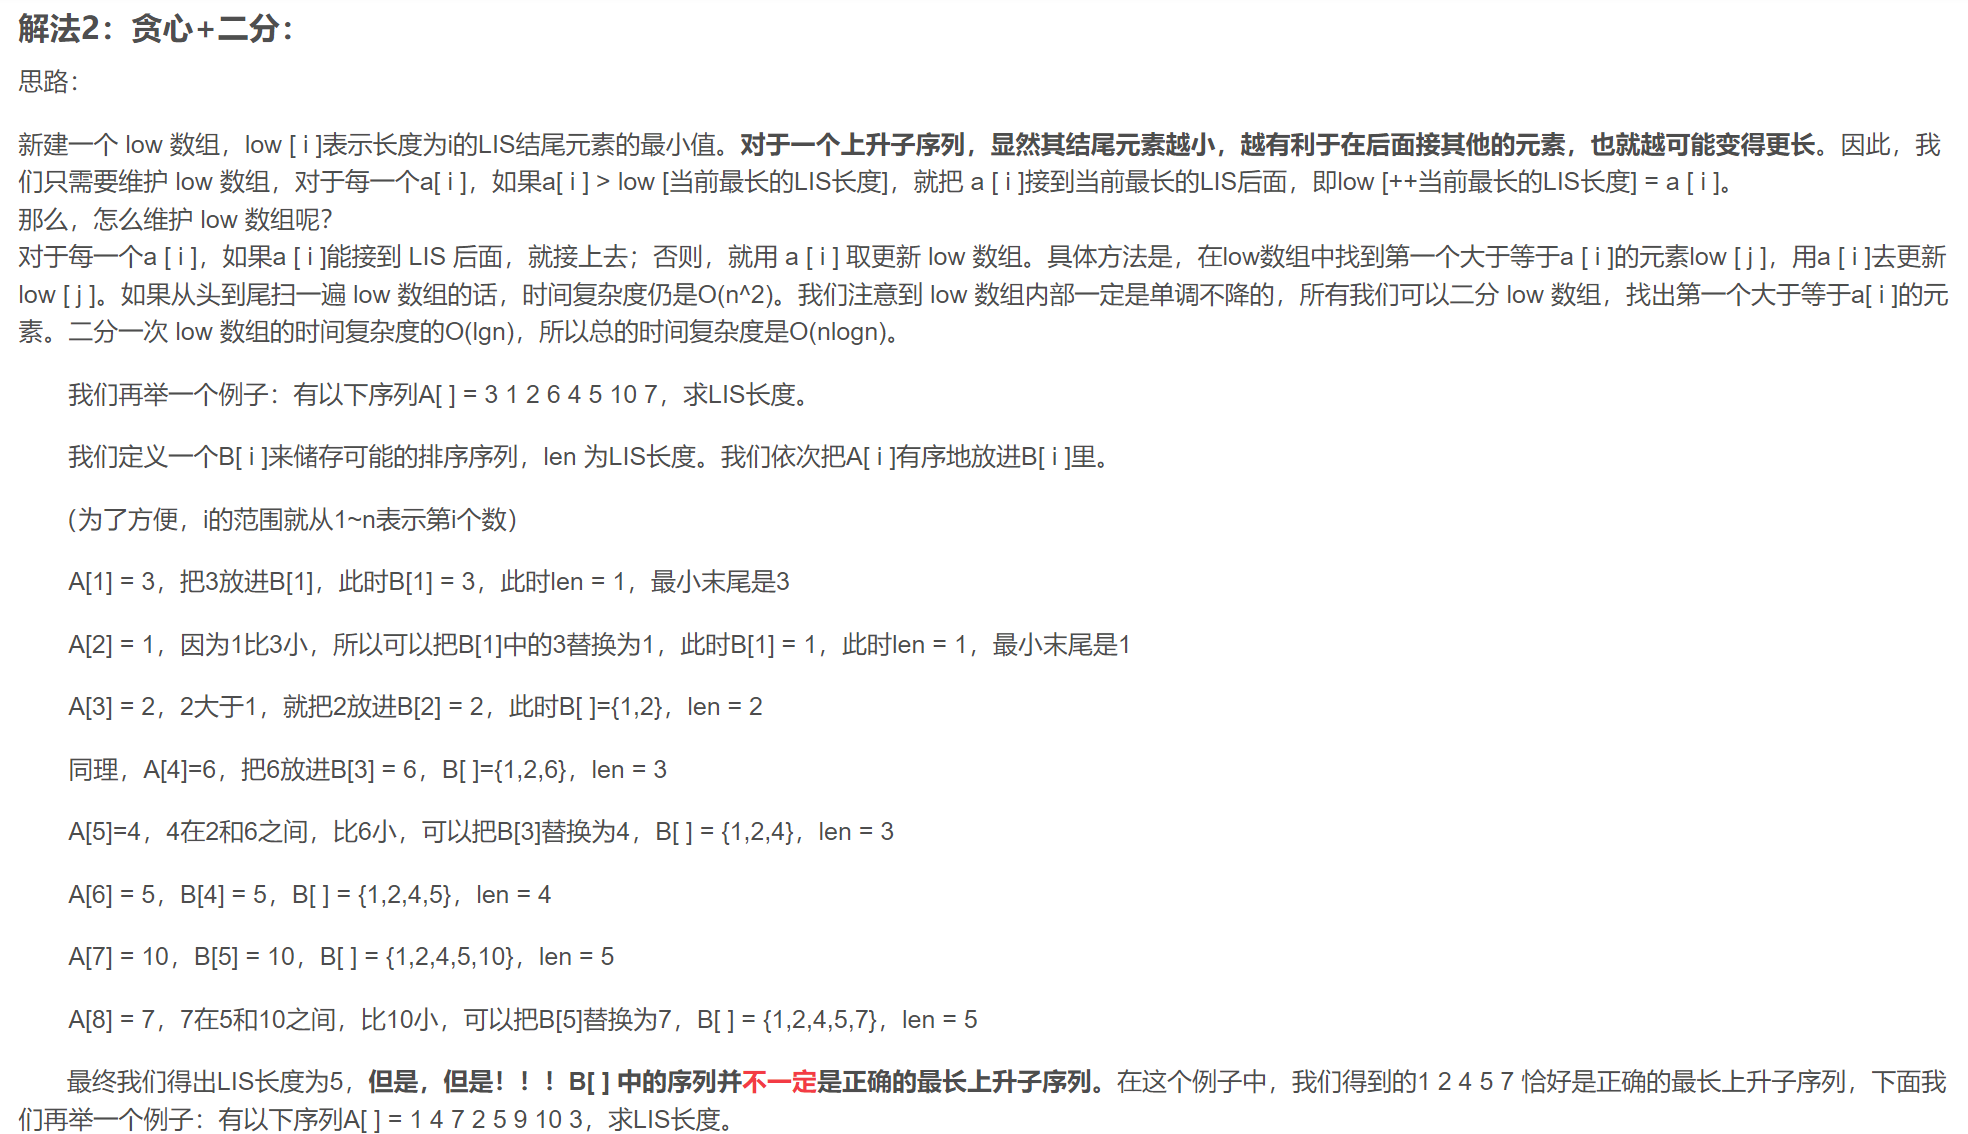 解法2：贪心+二分：
思路：
新建一个 low 数组，low [ i ]表示长度为i的LIS结尾元素的最小值。对于一个上升子序列，显然其结尾元素越小，越有利于在后面接其他的元素，也就越可能变得更长。因此，我
们只需要维护 low 数组，对于每一个a[ i ]，如果a[ i ] > low [当前最长的LIS长度]，就把 a [ i ]接到当前最长的LIS后面，即low [++当前最长的LIS长度] = a [ i ]。
那么，怎么维护 low 数组呢？
对于每一个a [ i ]，如果a [ i ]能接到 LIS 后面，就接上去；否则，就用 a [ i ] 取更新 low 数组。具体方法是，在low数组中找到第一个大于等于a [ i ]的元素low [ j ]，用a [ i ]去更新
low [ j ]。如果从头到尾扫一遍 low 数组的话，时间复杂度仍是O(n^2)。我们注意到 low 数组内部一定是单调不降的，所有我们可以二分 low 数组，找出第一个大于等于a[ i ]的元
素。二分一次 low 数组的时间复杂度的O(lgn)，所以总的时间复杂度是O(nlogn)。
我们再举一个例子：有以下序列A[ ] = 3 1 2 6 4 5 10 7，求LIS长度。
我们定义一个B[ i ]来储存可能的排序序列，len 为LIS长度。我们依次把A[ i ]有序地放进B[ i ]里。
（为了方便，i的范围就从1~n表示第i个数）
A[1] = 3，把3放进B[1]，此时B[1] = 3，此时len = 1，最小末尾是3
A[2] = 1，因为1比3小，所以可以把B[1]中的3替换为1，此时B[1] = 1，此时len = 1，最小末尾是1
A[3] = 2，2大于1，就把2放进B[2] = 2，此时B[ ]={1,2}，len = 2
同理，A[4]=6，把6放进B[3] = 6，B[ ]={1,2,6}，len = 3
A[5]=4，4在2和6之间，比6小，可以把B[3]替换为4，B[ ] = {1,2,4}，len = 3
A[6] = 5，B[4] = 5，B[ ] = {1,2,4,5}，len = 4
A[7] = 10，B[5] = 10，B[ ] = {1,2,4,5,10}，len = 5
A[8] = 7，7在5和10之间，比10小，可以把B[5]替换为7，B[ ] = {1,2,4,5,7}，len = 5
最终我们得出LIS长度为5，但是，但是！！！B[ ] 中的序列并不一定是正确的最长上升子序列。在这个例子中，我们得到的1 2 4 5 7 恰好是正确的最长上升子序列，下面我
们再举一个例子：有以下序列A[ ] = 1 4 7 2 5 9 10 3，求LIS长度。